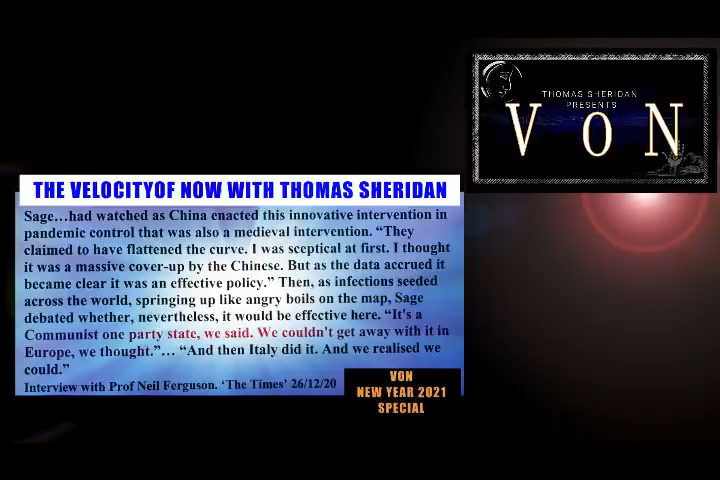 THOMAS SHERIDAN
PRESENTS
VoN
THE VELOCITYOF NOW WITH THOMAS SHERIDAN
Sage…had watched as China enacted this innovative intervention in
pandemic control that was also a medieval intervention. “They
claimed to have flattened the curve. I was sceptical at first. I thought
it was a massive cover-up by the Chinese. But as the data accrued it
became clear it was an effective policy.” Then, as infections seeded
across the world, springing up like angry boils on the map, Sage
debated whether, nevertheless, it would be effective here. “It's a
Communist one party state, we said. We couldn't get away with it in
Europe, we thought.”… “And then Italy did it. And we realised we
could.”
Interview with Prof Neil Ferguson. ‘The Times’ 26/12/20
VON
NEW YEAR 2021
SPECIAL